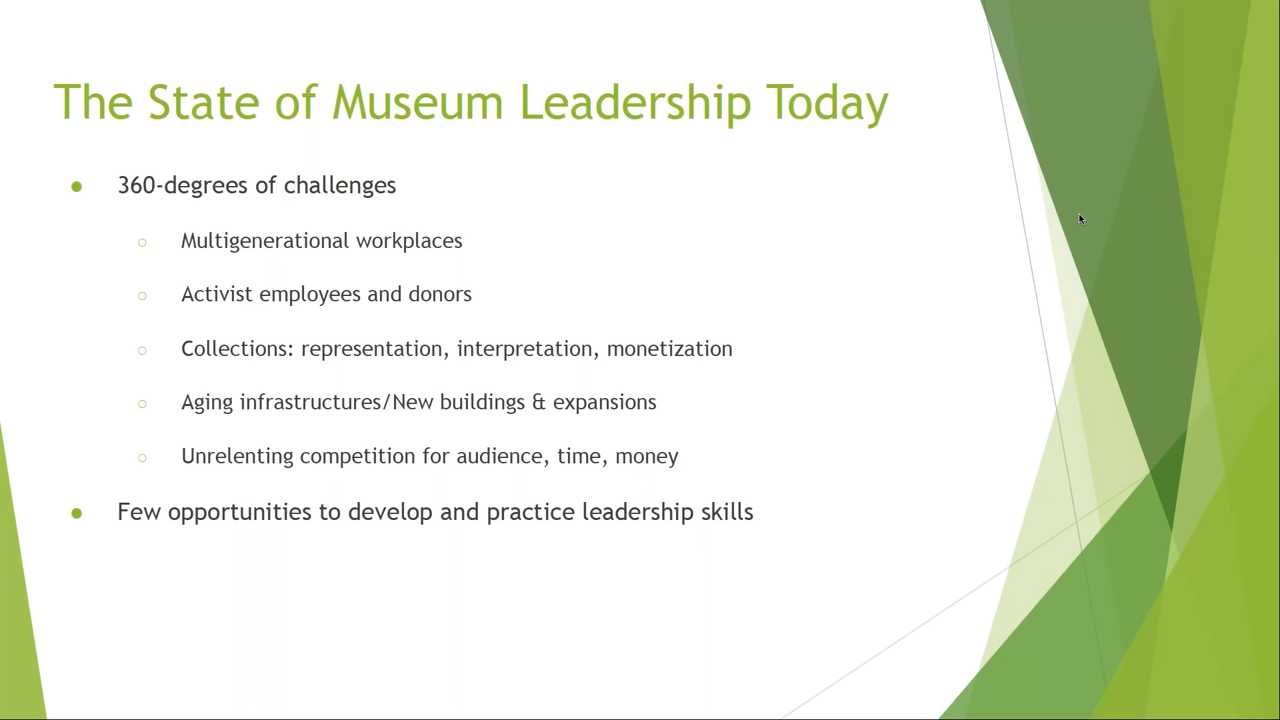 The State of Museum Leadership Today
360-degrees of challenges
Multigenerational workplaces
Activist employees and donors
Collections: representation, interpretation, monetization
Aging infrastructures/New buildings & expansions
Unrelenting competition for audience, time, money
Few opportunities to develop and practice leadership skills